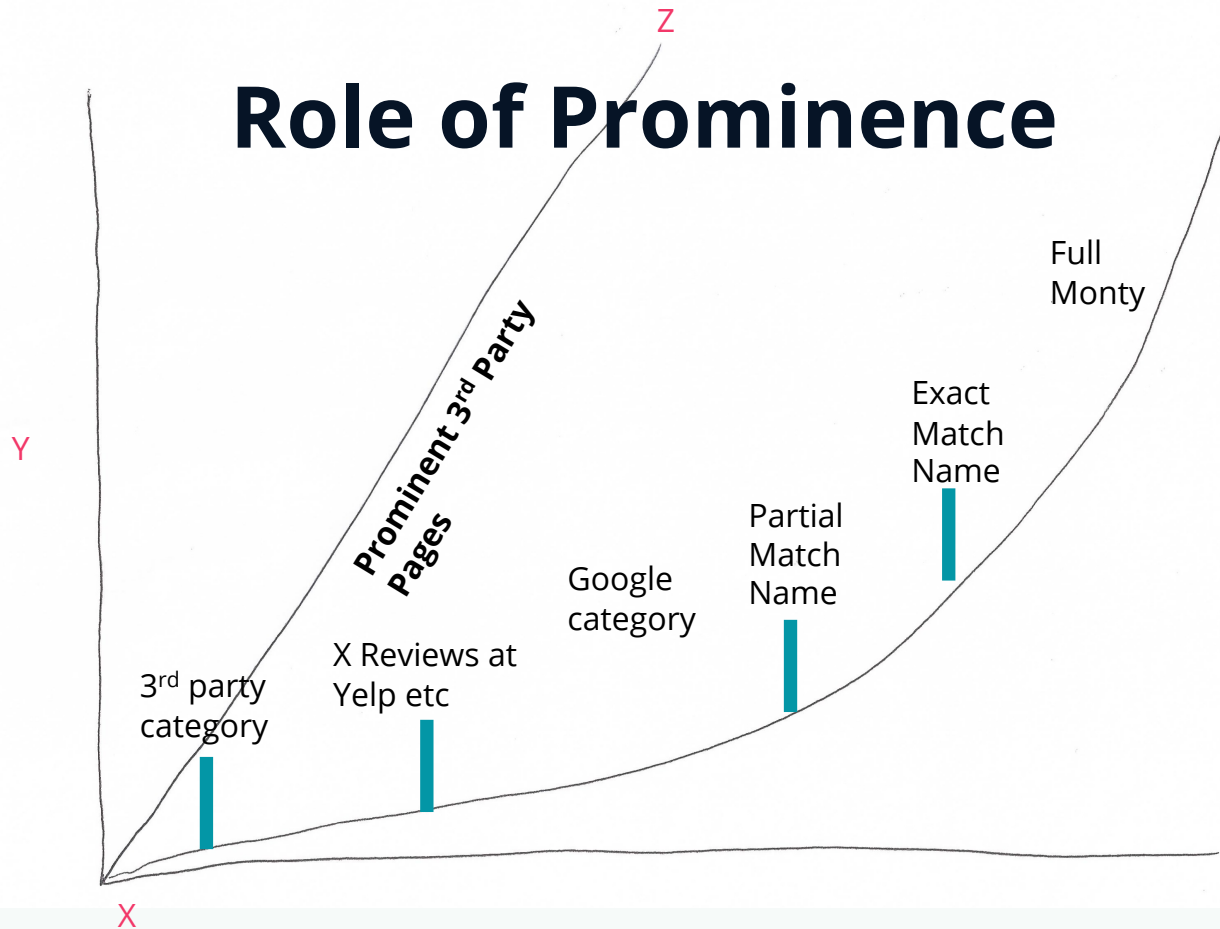 Z
Role of Prominence
Full
Monty
Exact
Match
Name
Y
Prominent 3rd Party
Pages
Partial
Match
Name
Google
category
X Reviews at
Yelp etc
3rd party
category
X